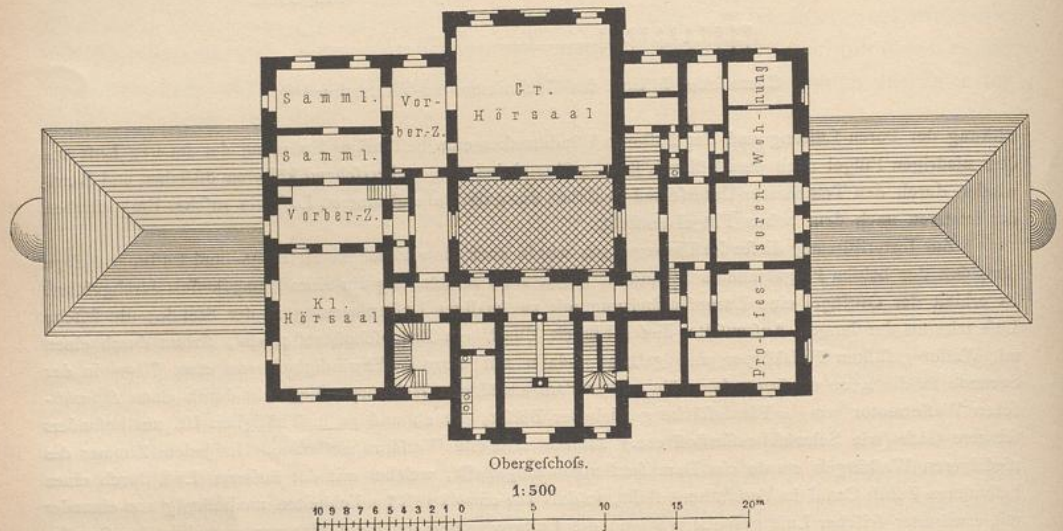 Samml.
Samml.
Vor-
ber.-Z.
Gr.
Hörsaal
Vorber.-Z.
Kl.
Hörsaal
Pro-
fes-
soren-
Woh-
nung
Obergeſchoſs.
1:500
10 9 8 7 6 5 4 3 2 1 0 5 10 15 20ᵐ